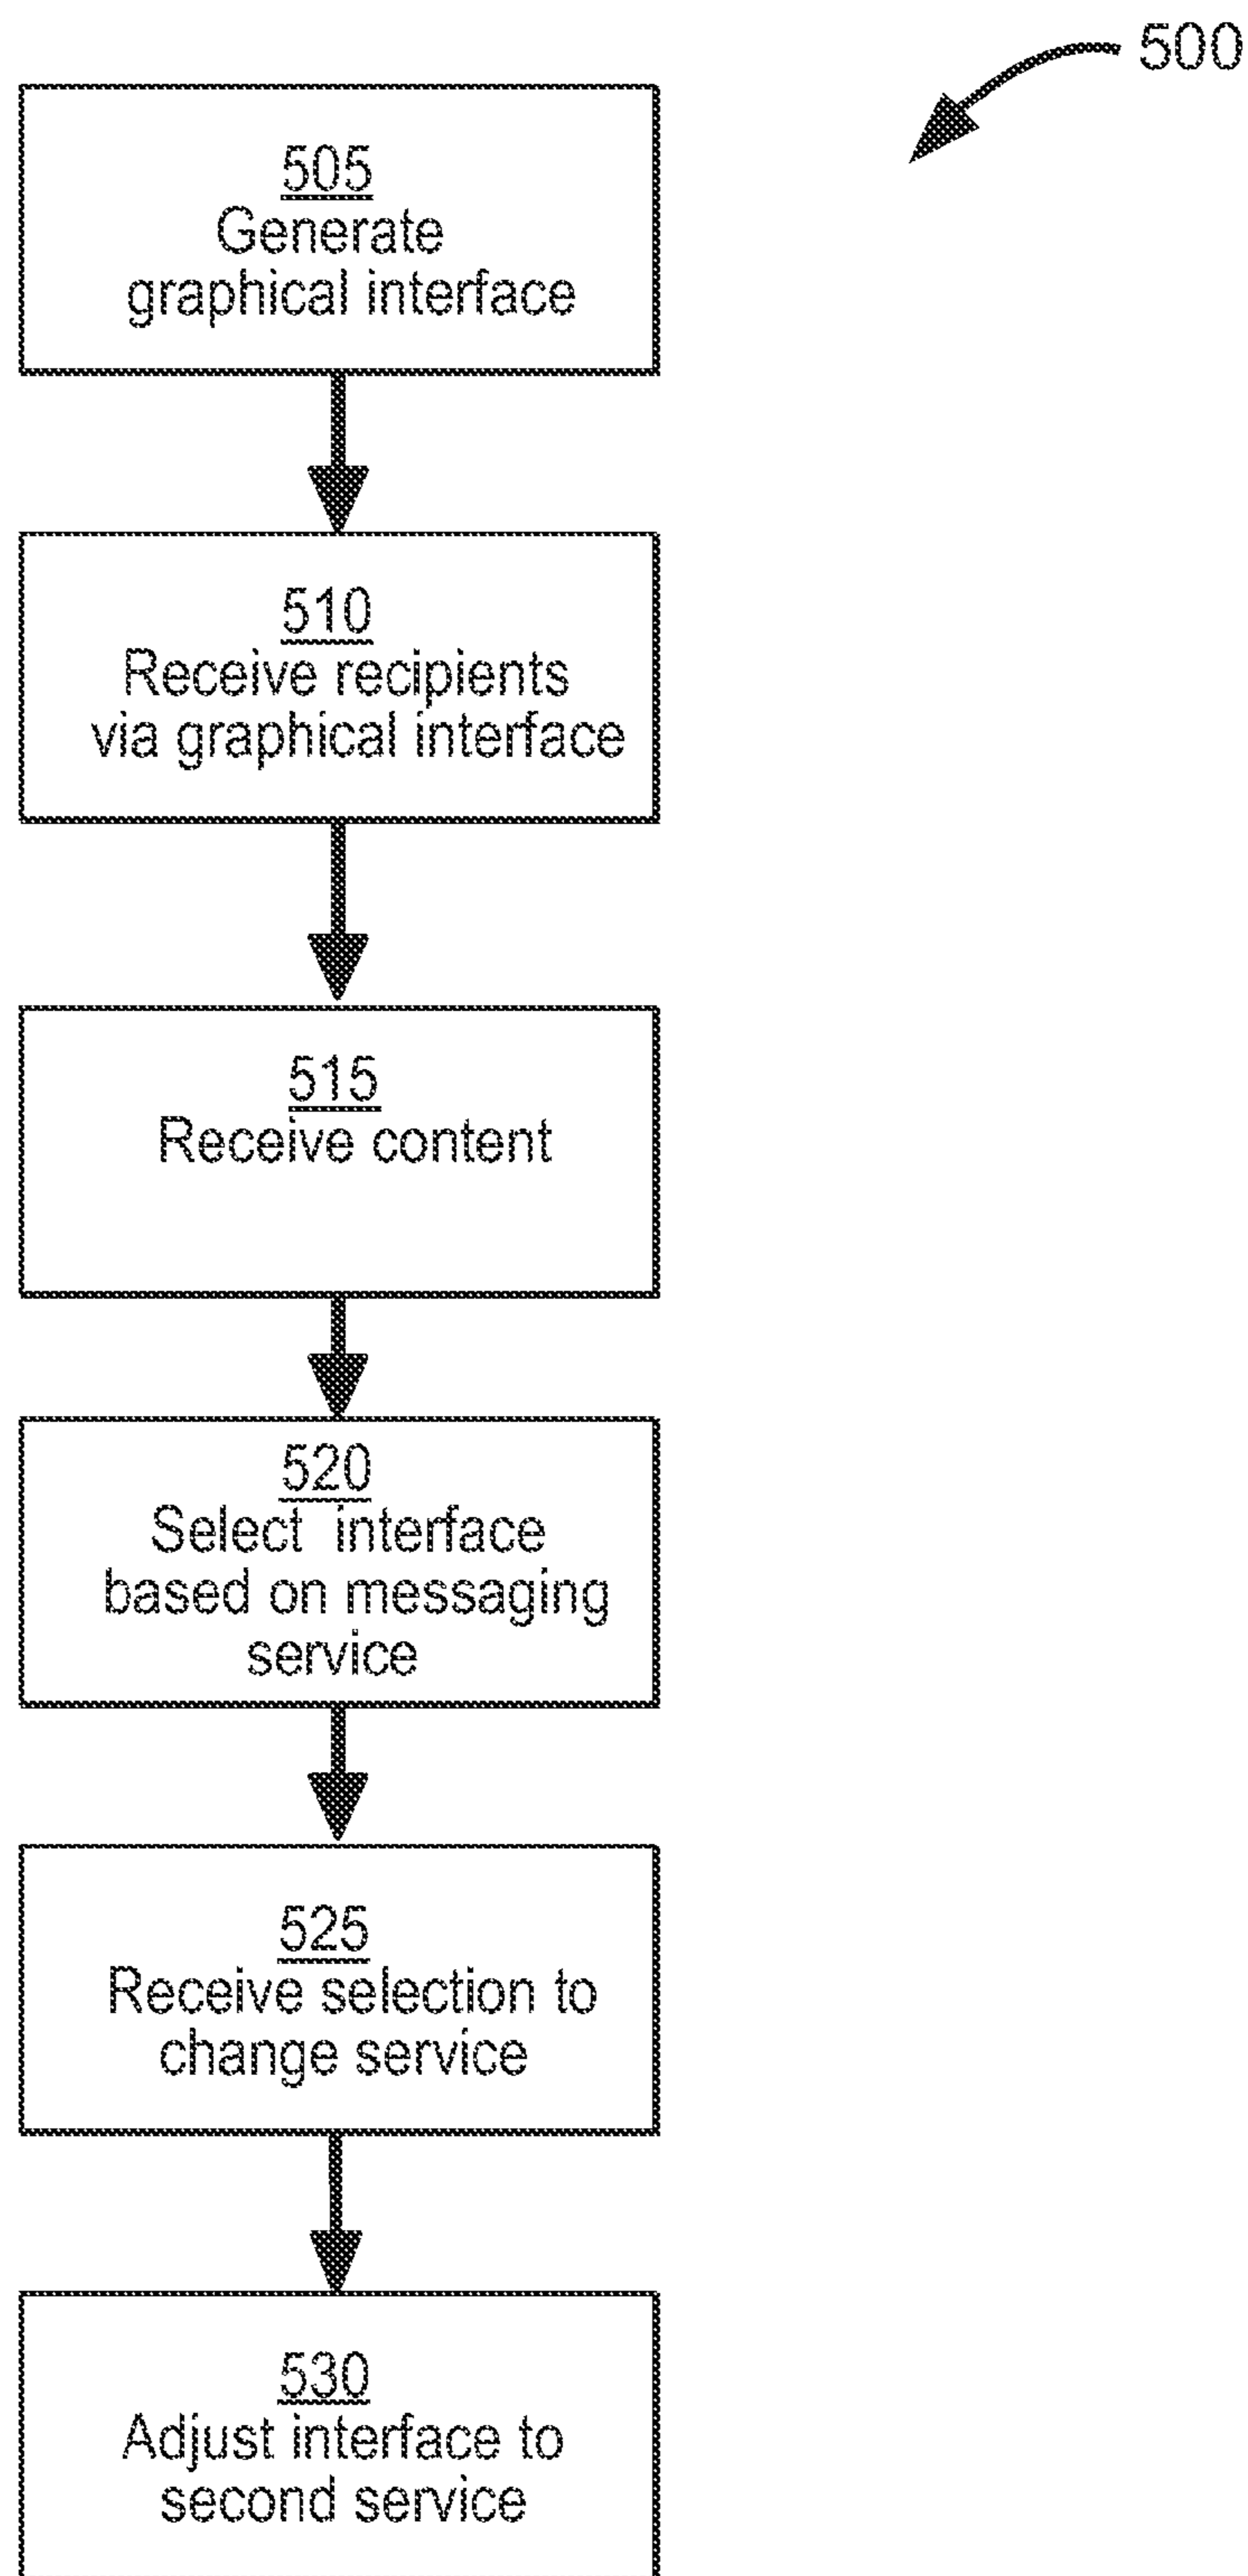 500
505
Generate
graphical interface
510
Receive recipients
via graphical interface
515
Receive content
520
Select interface
based on messaging
service
525
Receive selection to
change service
530
Adjust interface to
second service